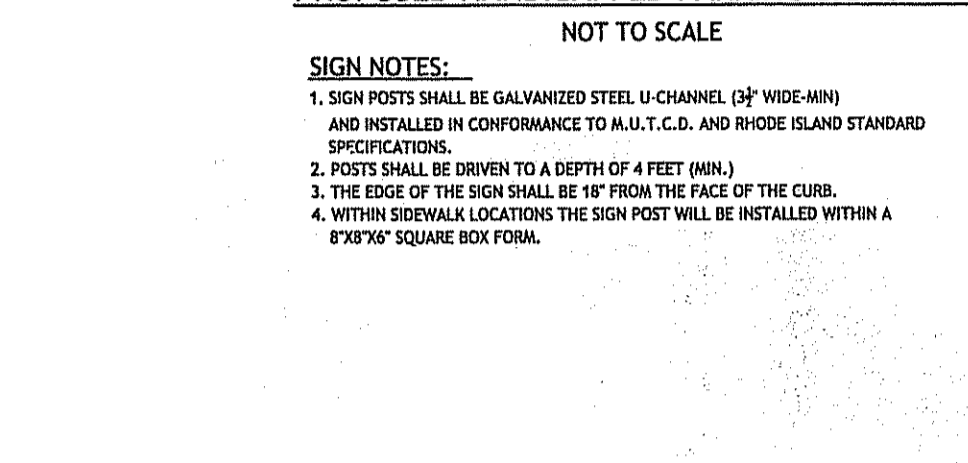 NOT TO SCALE
SIGN NOTES:
1. SIGN POSTS SHALL BE GALVANIZED STEEL U-CHANNEL (3½" WIDE-MIN)
AND INSTALLED IN CONFORMANCE TO M.U.T.C.D. AND RHODE ISLAND STANDARD
SPECIFICATIONS.
2. POSTS SHALL BE DRIVEN TO A DEPTH OF 4 FEET (MIN.)
3. THE EDGE OF THE SIGN SHALL BE 18" FROM THE FACE OF THE CURB.
4. WITHIN SIDEWALK LOCATIONS THE SIGN POST WILL BE INSTALLED WITHIN A
8"X8"X6" SQUARE BOX FORM.